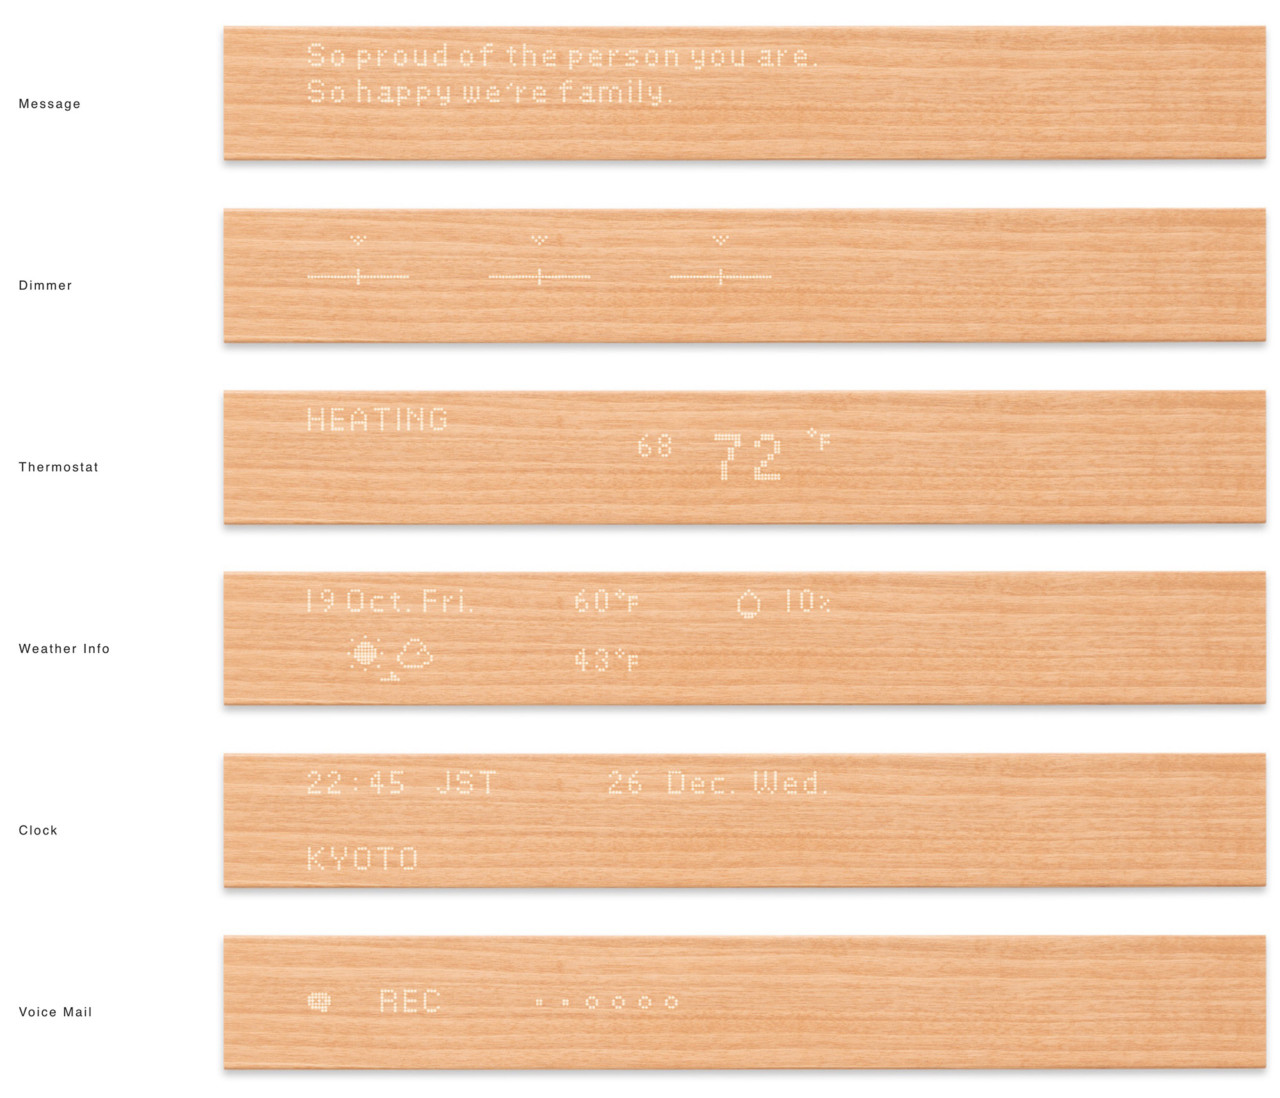 Message
So proud of the person you are.
So happy we're family.
Dimmer
Thermostat
HEATING
68 72 °F
Weather Info
19 Oct. Fri. 60°F 10%
43°F
Clock
22:45 JST 26 Dec. Wed.
KYOTO
Voice Mail
REC